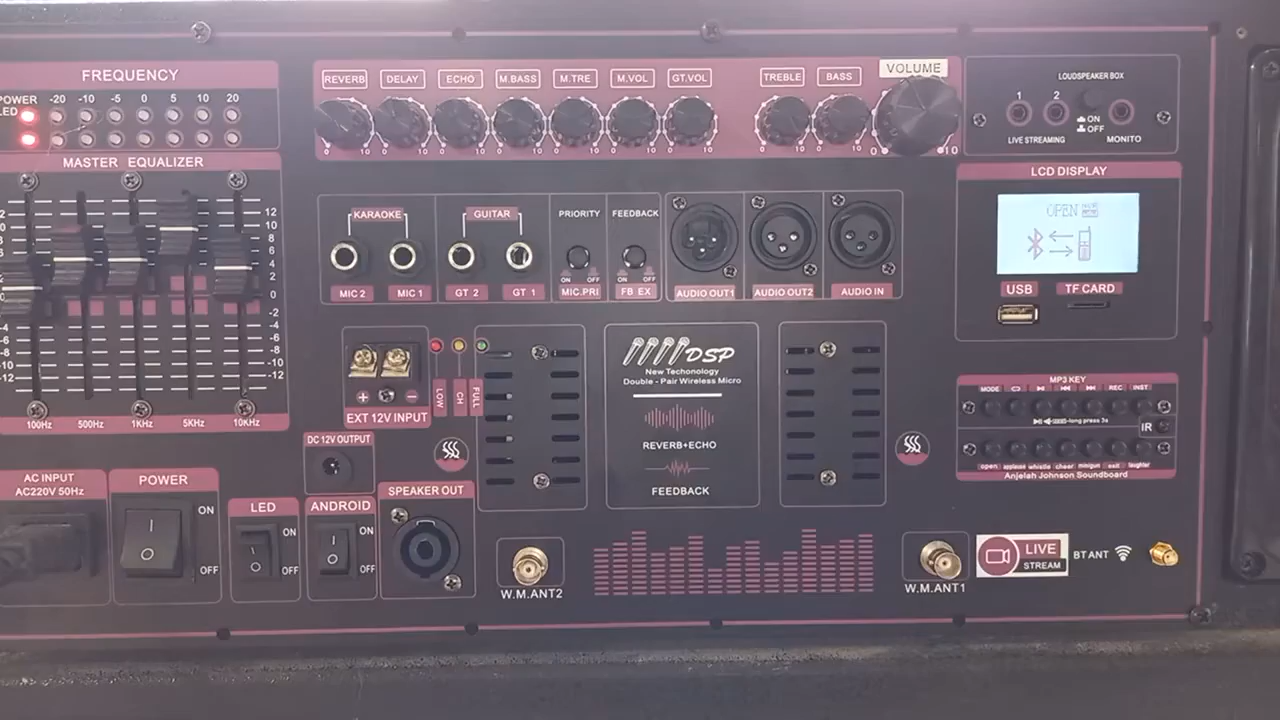 FREQUENCY
POWER LED -20 -10 -5 0 5 10 20
MASTER EQUALIZER
12
10
8
6
4
2
0
-2
-4
-6
-8
-10
-12
100Hz 500Hz 1KHz 5KHz 10KHz
REVERB DELAY ECHO M.BASS M.TRE M.VOL GT.VOL TREBLE BASS VOLUME
0 10 0 10 0 10 0 10 0 10 0 10 0 10 0 10 0 10 0 10
LOUDSPEAKER BOX
1 2
ON
OFF
LIVE STREAMING MONITO
KARAOKE GUITAR PRIORITY FEEDBACK
ON OFF ON OFF
MIC 2 MIC 1 GT 2 GT 1 MIC.PRI FB EX AUDIO OUT1 AUDIO OUT2 AUDIO IN
LCD DISPLAY
OPEN
USB TF CARD
EXT 12V INPUT
LOW CH FULL
DSP
New Techonology
Double - Pair Wireless Micro
REVERB+ECHO
FEEDBACK
MP3 KEY
MODE REC INST
long press 3s
IR
open applause whistle cheer minigun exit laughter
Anjelah Johnson Soundboard
DC 12V OUTPUT
AC INPUT
AC220V 50Hz
POWER
ON
OFF
LED
ON
OFF
ANDROID
ON
OFF
SPEAKER OUT
W.M.ANT2
W.M.ANT1
LIVE
STREAM
BT ANT